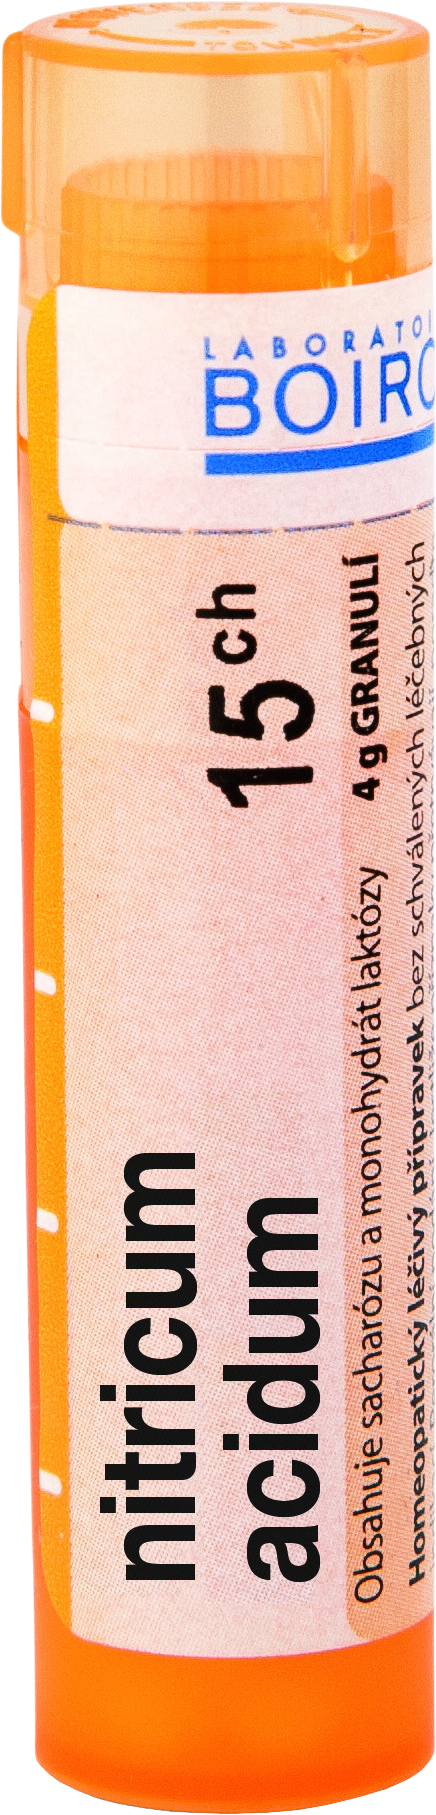 LABORATOI
BOIRO
nitricum
acidum
15 ch
4 g GRANULÍ
Obsahuje sacharózu a monohydrát laktózy
Homeopatický léčivý přípravek bez schválených léčebných